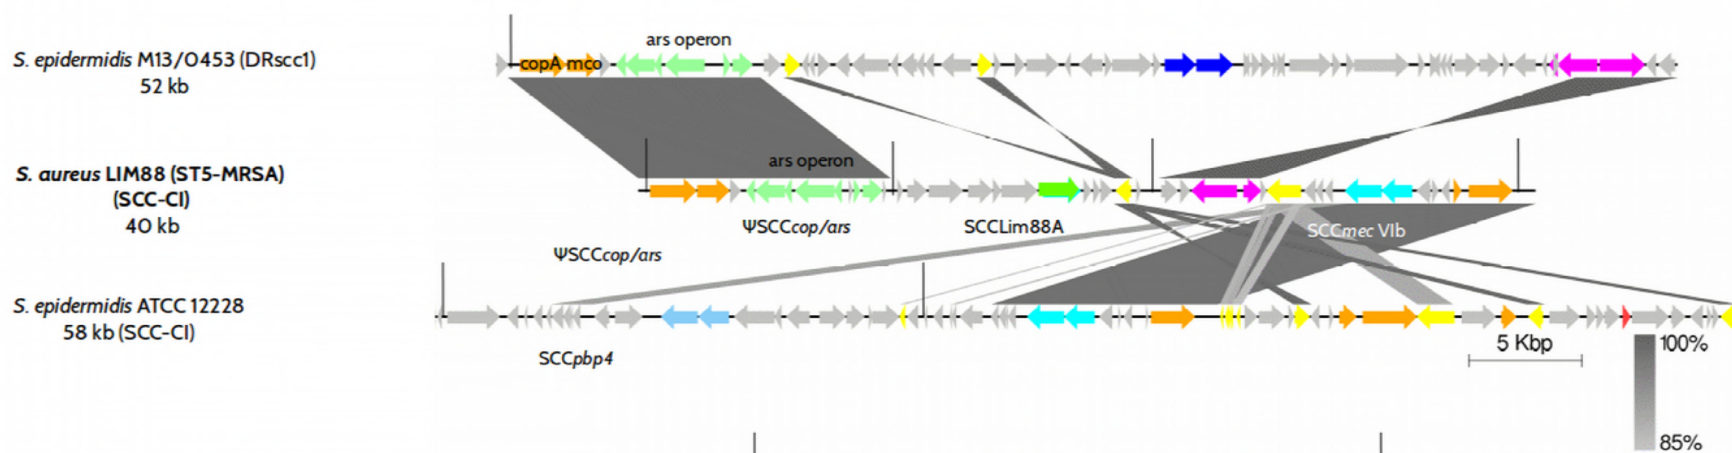 ars operon
S. epidermidis M13/0453 (DRscc1)
copA mco
52 kb
ars operon
S. aureus LIM88 (ST5-MRSA)
(SCC-CI)
40 kb
ΨSCCcop/ars
SCCLim88A
SCCmec VIb
ΨSCCcop/ars
S. epidermidis ATCC 12228
58 kb (SCC-CI)
SCCpbp4
5 Kbp
100%
85%